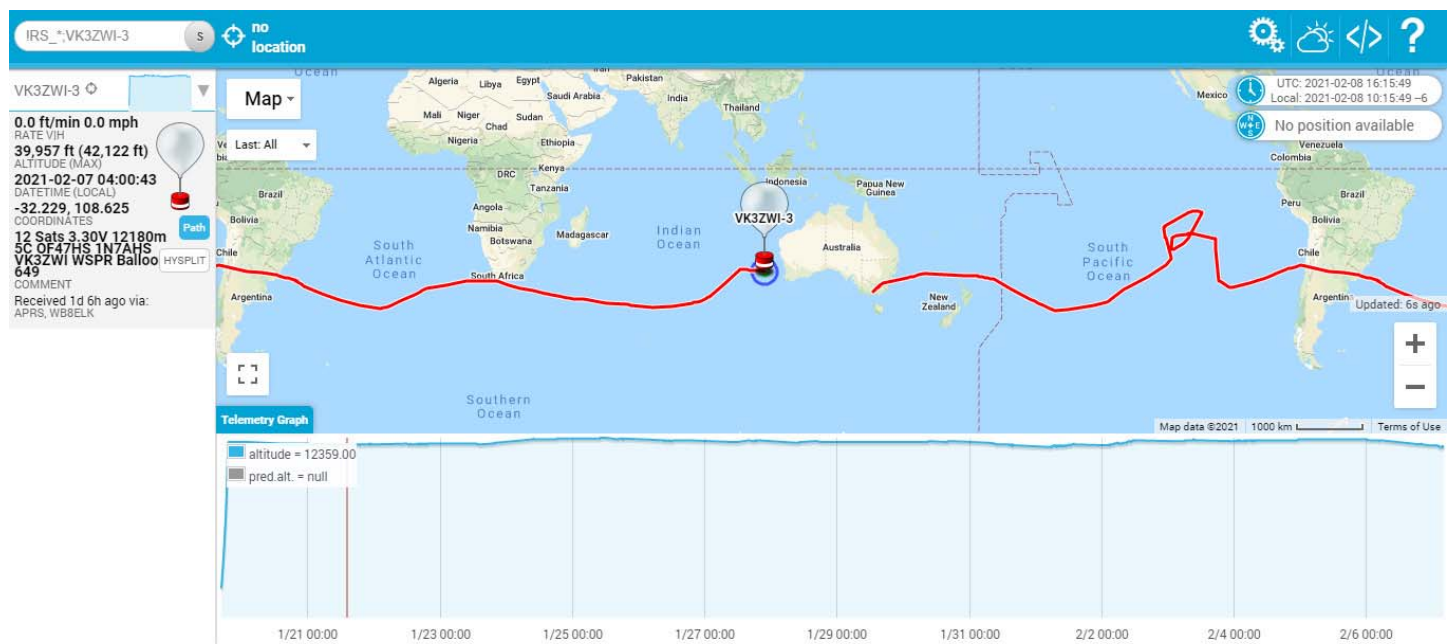 IRS_*;VK3ZWI-3
S
no
location
</>
?
VK3ZWI-3
0.0 ft/min 0.0 mph
RATE V|H
39,957 ft (42,122 ft)
ALTITUDE (MAX)
2021-02-07 04:00:43
DATETIME (LOCAL)
-32.229, 108.625
COORDINATES
12 Sats 3.30V 12180m
5C OF47HS 1N7AHS
VK3ZWI WSPR Balloo
649
COMMENT
Received 1d 6h ago via:
APRS, WB8ELK
Path
HYSPLIT
Map
Last: All
UTC: 2021-02-08 16:15:49
Local: 2021-02-08 10:15:49 -6
N
W+E
S
No position available
Ocean
Ocean
Algeria
Libya
Egypt
Saudi Arabia
Pakistan
India
Thailand
Mexico
Mali
Niger
Chad
Sudan
Nigeria
Ethiopia
Venezuela
Colombia
DRC
Kenya
Tanzania
Indonesia
Papua New
Guinea
Brazil
Brazil
Peru
Bolivia
Bolivia
Angola
Namibia
Botswana
Madagascar
Indian
Ocean
VK3ZWI-3
Australia
South
Atlantic
Ocean
South
Pacific
Ocean
Chile
Chile
South Africa
Argentina
New
Zealand
Updated: 6s ago
+
−
Southern
Ocean
Telemetry Graph
Map data ©2021
1000 km
Terms of Use
altitude = 12359.00
pred.alt. = null
1/21 00:00
1/23 00:00
1/25 00:00
1/27 00:00
1/29 00:00
1/31 00:00
2/2 00:00
2/4 00:00
2/6 00:00